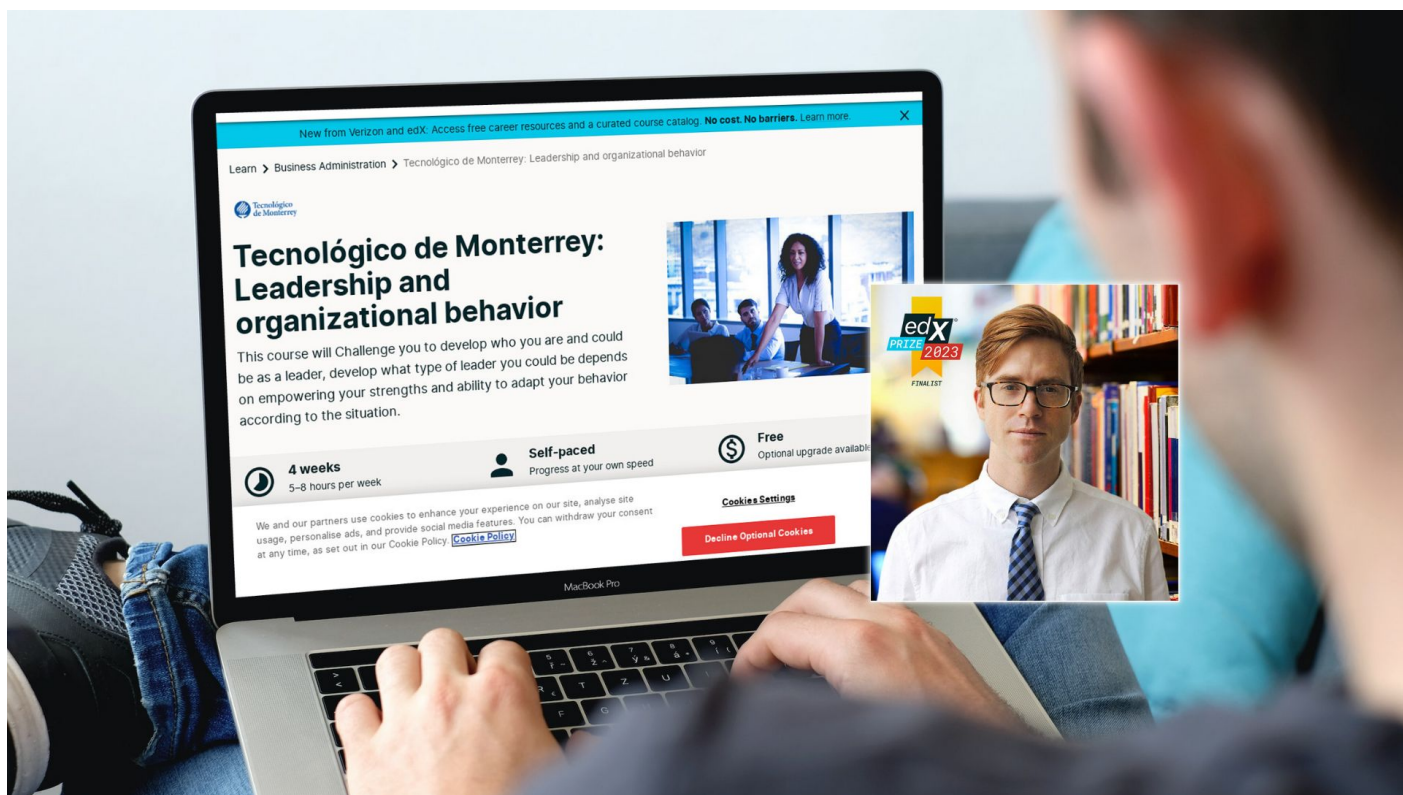 New from Verizon and edX: Access free career resources and a curated course catalog. No cost. No barriers. Learn more.
Learn > Business Administration > Tecnológico de Monterrey: Leadership and organizational behavior
Tecnológico
de Monterrey
Tecnológico de Monterrey:
Leadership and
organizational behavior
This course will Challenge you to develop who you are and could
be as a leader, develop what type of leader you could be depends
on empowering your strengths and ability to adapt your behavior
according to the situation.
4 weeks
5–8 hours per week
Self-paced
Progress at your own speed
Free
Optional upgrade available
We and our partners use cookies to enhance your experience on our site, analyse site
usage, personalise ads, and provide social media features. You can withdraw your consent
at any time, as set out in our Cookie Policy. Cookie Policy
Cookies Settings
Decline Optional Cookies
edX
PRIZE
2023
FINALIST
MacBook Pro